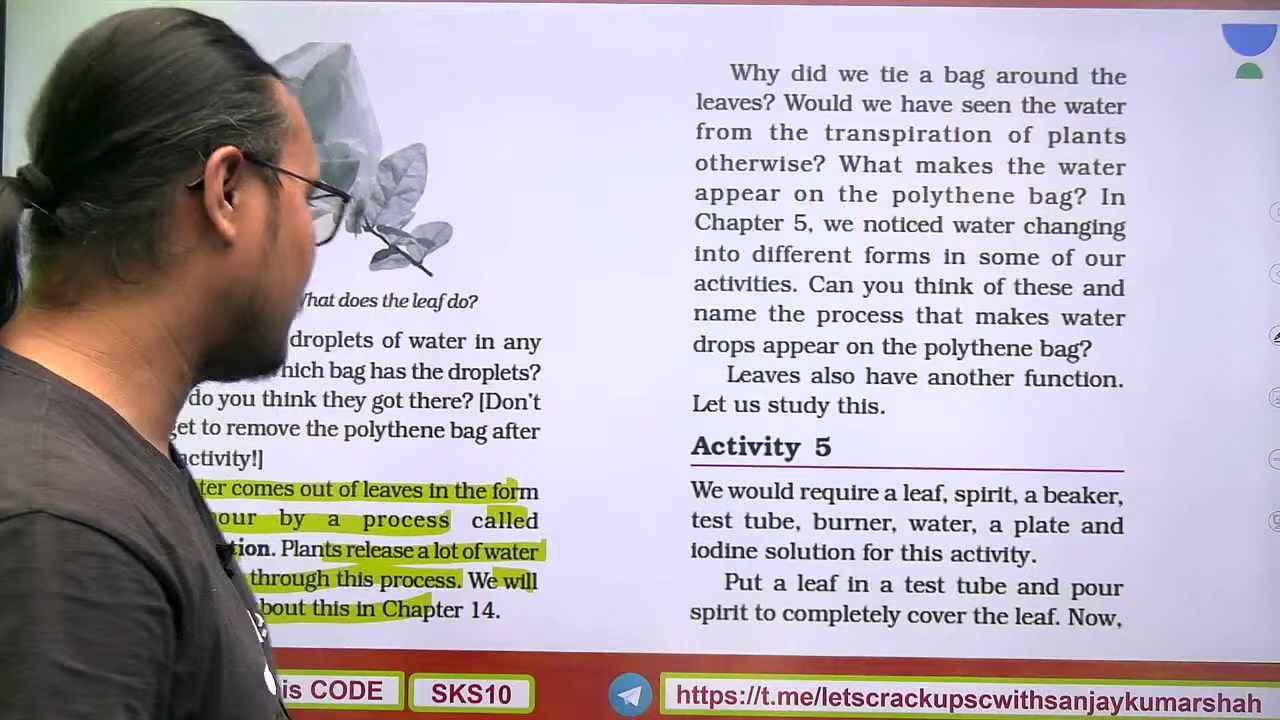 What does the leaf do?
droplets of water in any
hich bag has the droplets?
do you think they got there? [Don't
get to remove the polythene bag after
activity!]
ter comes out of leaves in the form
our by a process called
tion. Plants release a lot of water
through this process. We will
bout this in Chapter 14.
Why did we tie a bag around the
leaves? Would we have seen the water
from the transpiration of plants
otherwise? What makes the water
appear on the polythene bag? In
Chapter 5, we noticed water changing
into different forms in some of our
activities. Can you think of these and
name the process that makes water
drops appear on the polythene bag?
Leaves also have another function.
Let us study this.
Activity 5
We would require a leaf, spirit, a beaker,
test tube, burner, water, a plate and
iodine solution for this activity.
Put a leaf in a test tube and pour
spirit to completely cover the leaf. Now,
is CODE
SKS10
https://t.me/letscrackupscwithsanjaykumarshah